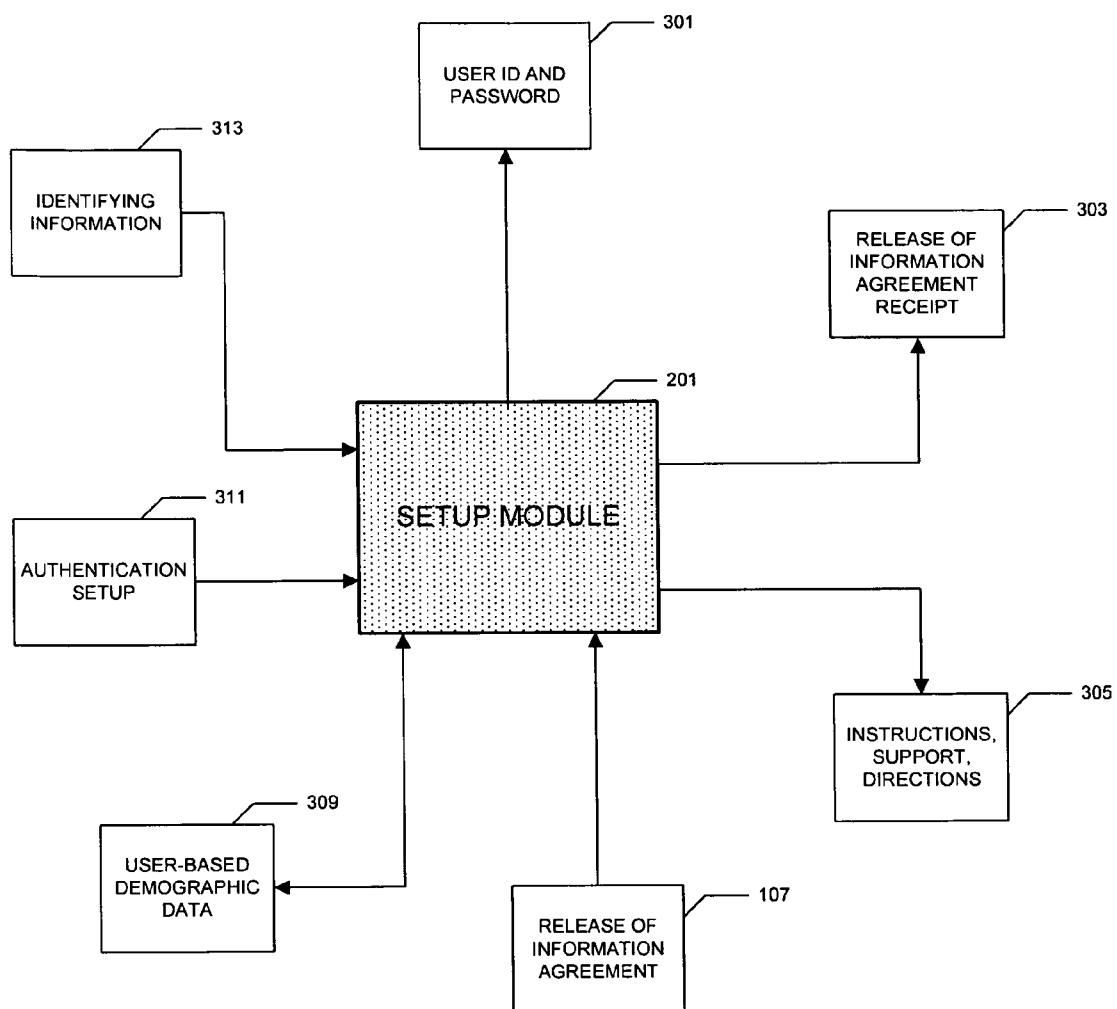 301
USER ID AND
PASSWORD
313
IDENTIFYING
INFORMATION
303
RELEASE OF
INFORMATION
AGREEMENT
RECEIPT
201
SETUP MODULE
311
AUTHENTICATION
SETUP
305
INSTRUCTIONS,
SUPPORT,
DIRECTIONS
309
USER-BASED
DEMOGRAPHIC
DATA
107
RELEASE OF
INFORMATION
AGREEMENT